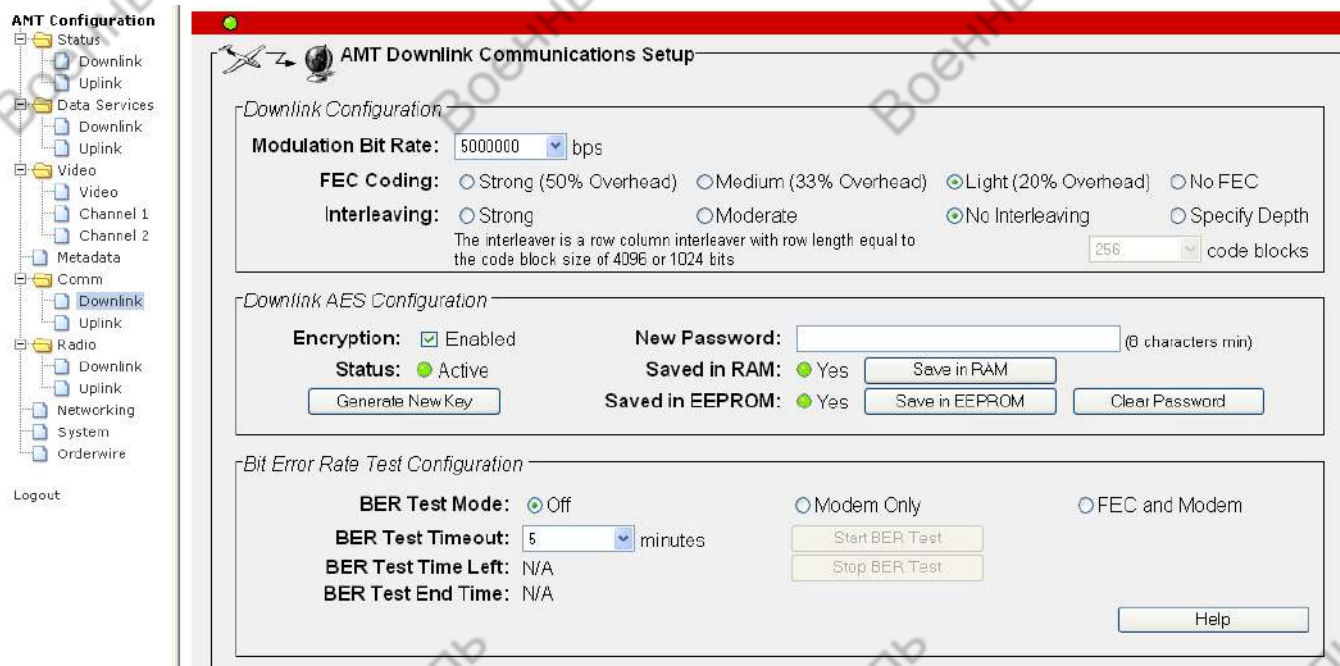 AMT Configuration
Status
Downlink
Uplink
Data Services
Downlink
Uplink
Video
Video
Channel 1
Channel 2
Metadata
Comm
Downlink
Uplink
Radio
Downlink
Uplink
Networking
System
Orderwire
Logout
AMT Downlink Communications Setup
Downlink Configuration
Modulation Bit Rate: 5000000 bps
FEC Coding: Strong (50% Overhead) Medium (33% Overhead) Light (20% Overhead) No FEC
Interleaving: Strong Moderate No Interleaving Specify Depth
The interleaver is a row column interleaver with row length equal to
the code block size of 4096 or 1024 bits
256 code blocks
Downlink AES Configuration
Encryption: Enabled New Password: (8 characters min)
Status: Active Saved in RAM: Yes Save in RAM
Generate New Key Saved in EEPROM: Yes Save in EEPROM Clear Password
Bit Error Rate Test Configuration
BER Test Mode: Off Modem Only FEC and Modem
BER Test Timeout: 5 minutes Start BER Test
BER Test Time Left: N/A Stop BER Test
BER Test End Time: N/A
Help